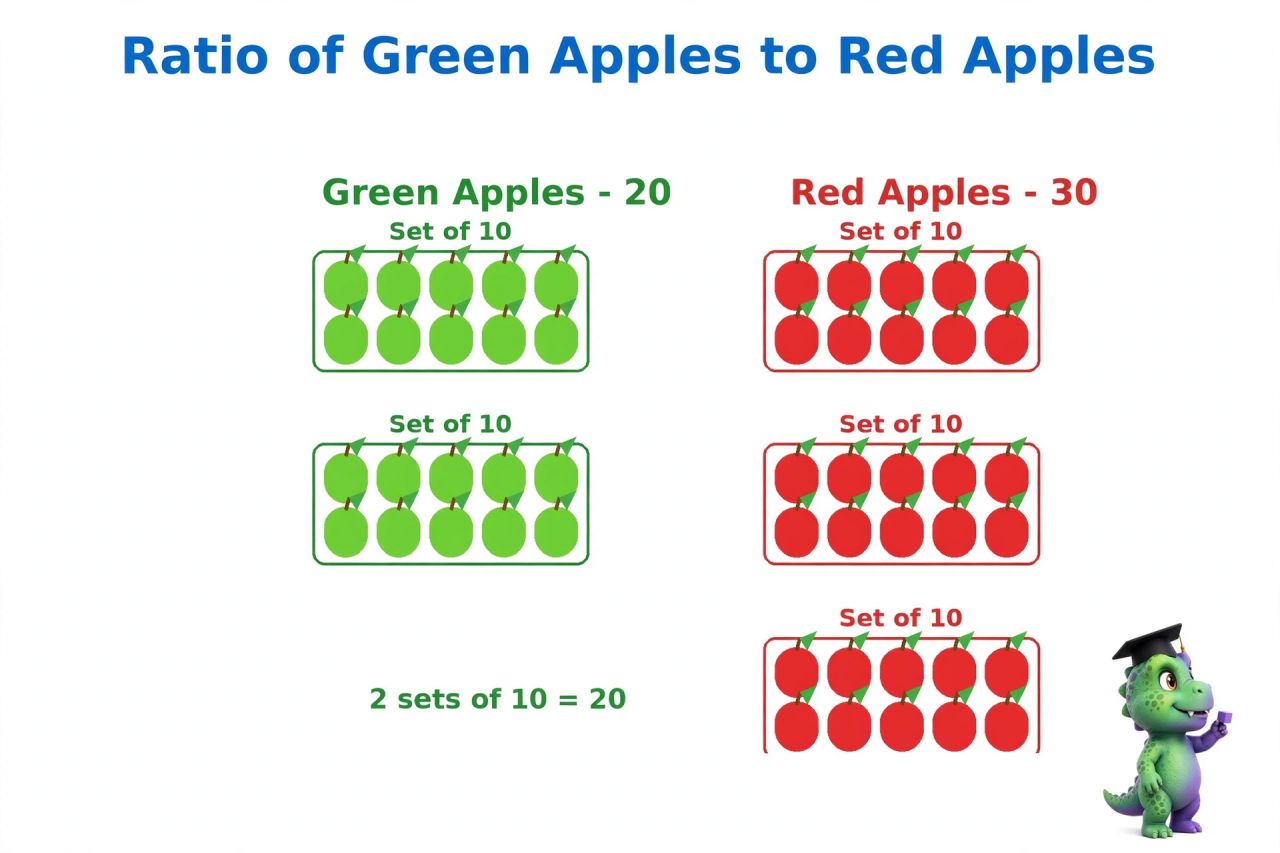 Ratio of Green Apples to Red Apples
Green Apples - 20
Set of 10
Set of 10
2 sets of 10 = 20
Red Apples - 30
Set of 10
Set of 10
Set of 10